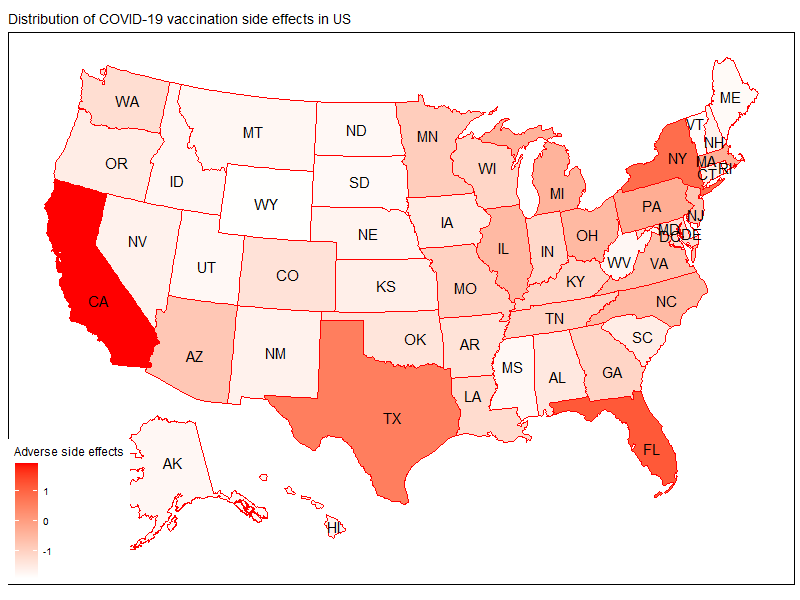 Distribution of COVID-19 vaccination side effects in US
WA
MT
ND
MN
ME
VT
NH
OR
ID
SD
WI
MI
NY
MA
CT
RI
WY
NV
UT
CO
NE
IA
IL
IN
OH
PA
NJ
MD
DC
DE
WV
VA
CA
KS
MO
KY
AZ
NM
OK
AR
TN
NC
SC
TX
LA
MS
AL
GA
FL
AK
HI
Adverse side effects
1
0
-1